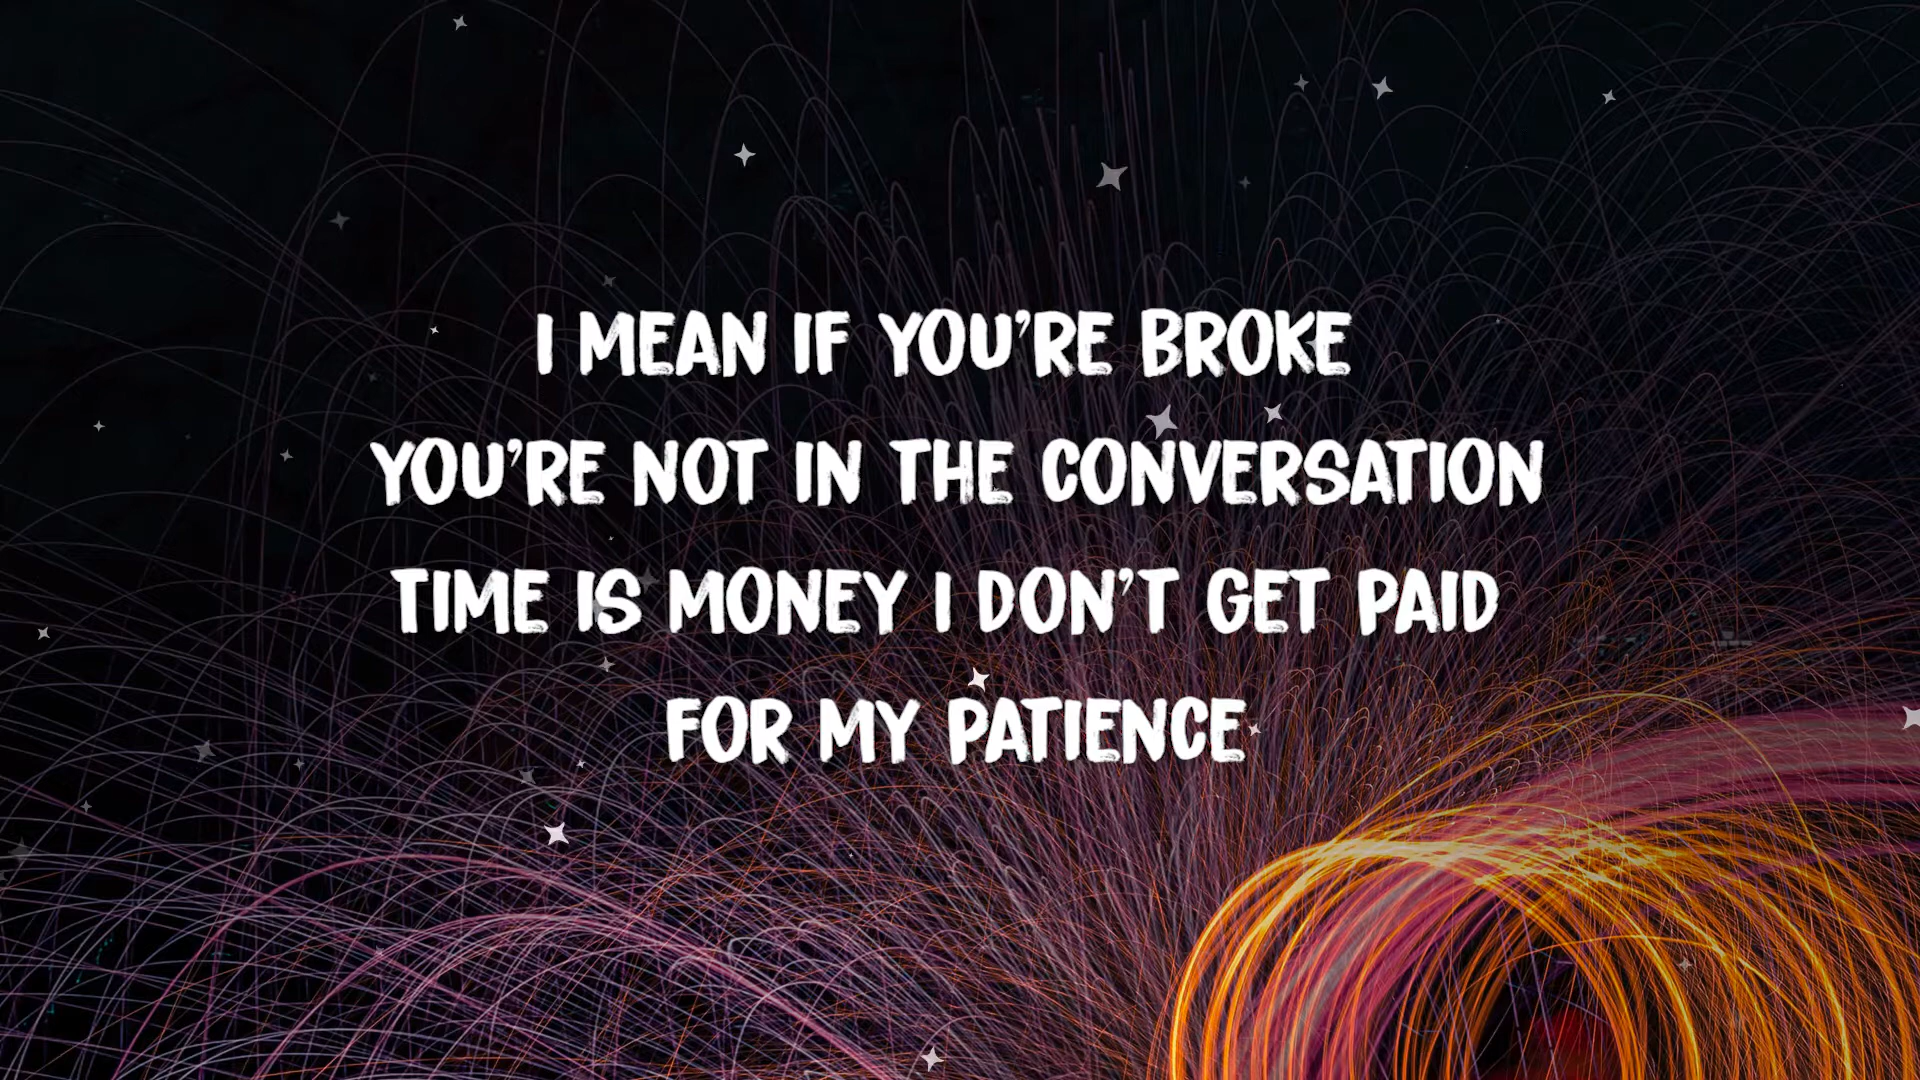 I MEAN IF YOU'RE BROKE
YOU'RE NOT IN THE CONVERSATION
TIME IS MONEY I DON'T GET PAID
FOR MY PATIENCE